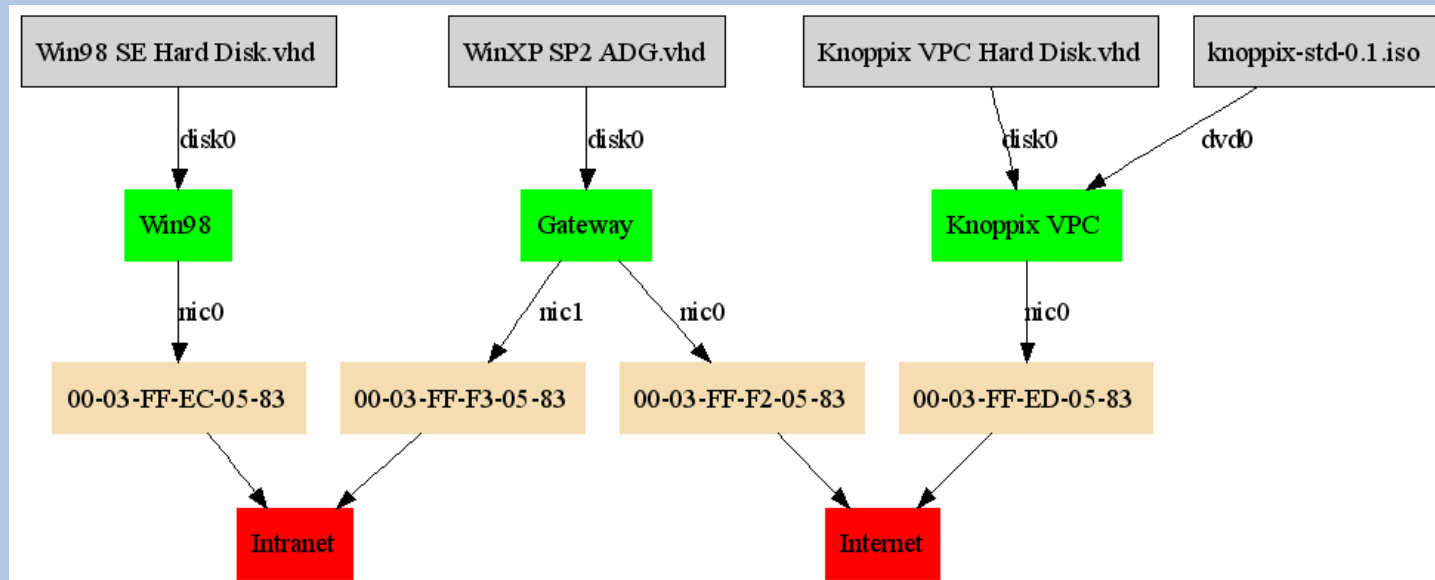 Win98 SE Hard Disk.vhd
WinXP SP2 ADG.vhd
Knoppix VPC Hard Disk.vhd
knoppix-std-0.1.iso
disk0
disk0
disk0
dvd0
Win98
Gateway
Knoppix VPC
nic0
nic1
nic0
nic0
00-03-FF-EC-05-83
00-03-FF-F3-05-83
00-03-FF-F2-05-83
00-03-FF-ED-05-83
Intranet
Internet